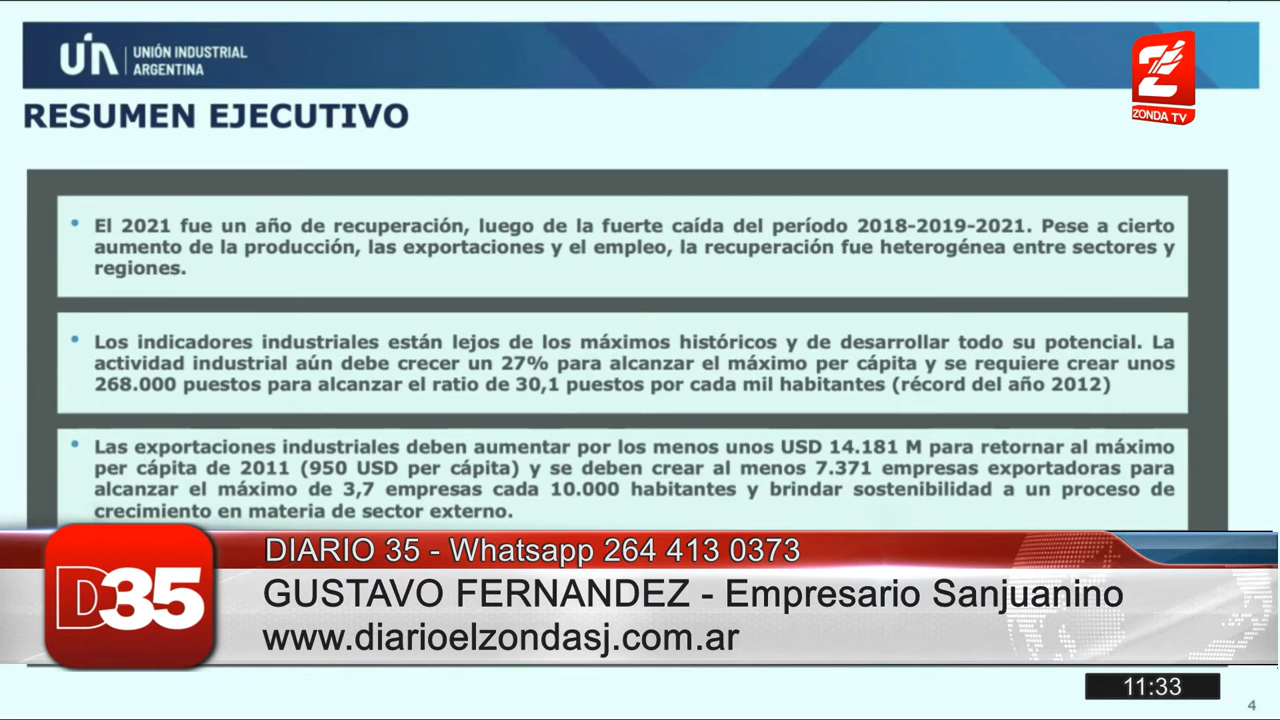 UIA UNIÓN INDUSTRIAL
ARGENTINA
Z
ZONDA TV
RESUMEN EJECUTIVO
• El 2021 fue un año de recuperación, luego de la fuerte caída del período 2018-2019-2021. Pese a cierto
aumento de la producción, las exportaciones y el empleo, la recuperación fue heterogénea entre sectores y
regiones.
• Los indicadores industriales están lejos de los máximos históricos y de desarrollar todo su potencial. La
actividad industrial aún debe crecer un 27% para alcanzar el máximo per cápita y se requiere crear unos
268.000 puestos para alcanzar el ratio de 30,1 puestos por cada mil habitantes (récord del año 2012)
• Las exportaciones industriales deben aumentar por los menos unos USD 14.181 M para retornar al máximo
per cápita de 2011 (950 USD per cápita) y se deben crear al menos 7.371 empresas exportadoras para
alcanzar el máximo de 3,7 empresas cada 10.000 habitantes y brindar sostenibilidad a un proceso de
crecimiento en materia de sector externo.
D35
DIARIO 35 - Whatsapp 264 413 0373
GUSTAVO FERNANDEZ - Empresario Sanjuanino
www.diarioelzondasj.com.ar
11:33
4